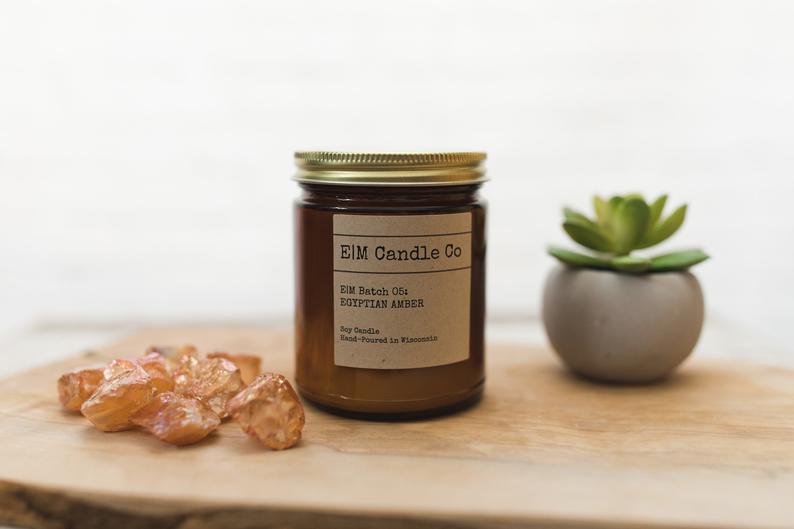 E|M Candle Co
E|M Batch 05:
EGYPTIAN AMBER
Soy Candle
Hand-Poured in Wisconsin